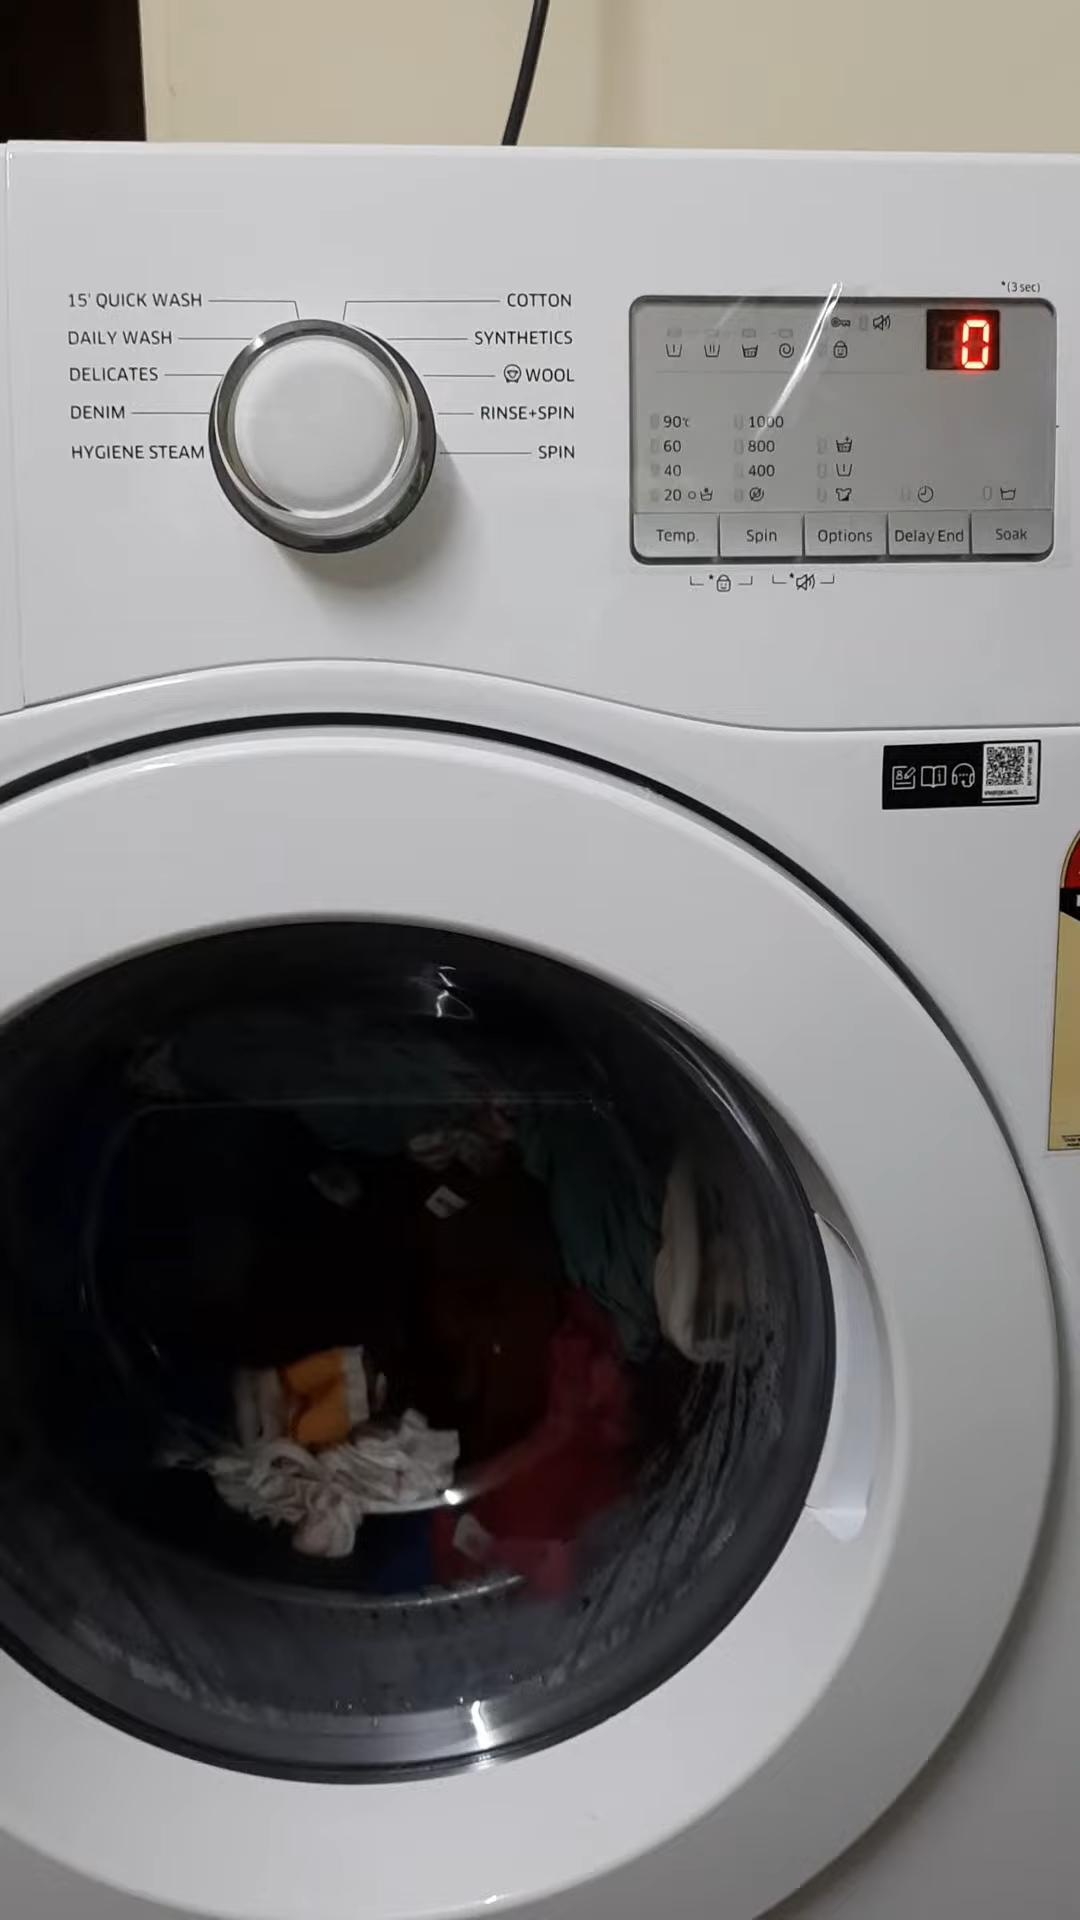 15' QUICK WASH
COTTON
DAILY WASH
SYNTHETICS
DELICATES
WOOL
DENIM
RINSE+SPIN
HYGIENE STEAM
SPIN
*(3 sec)
0
90℃
1000
60
800
40
400
20
Temp.
Spin
Options
Delay End
Soak